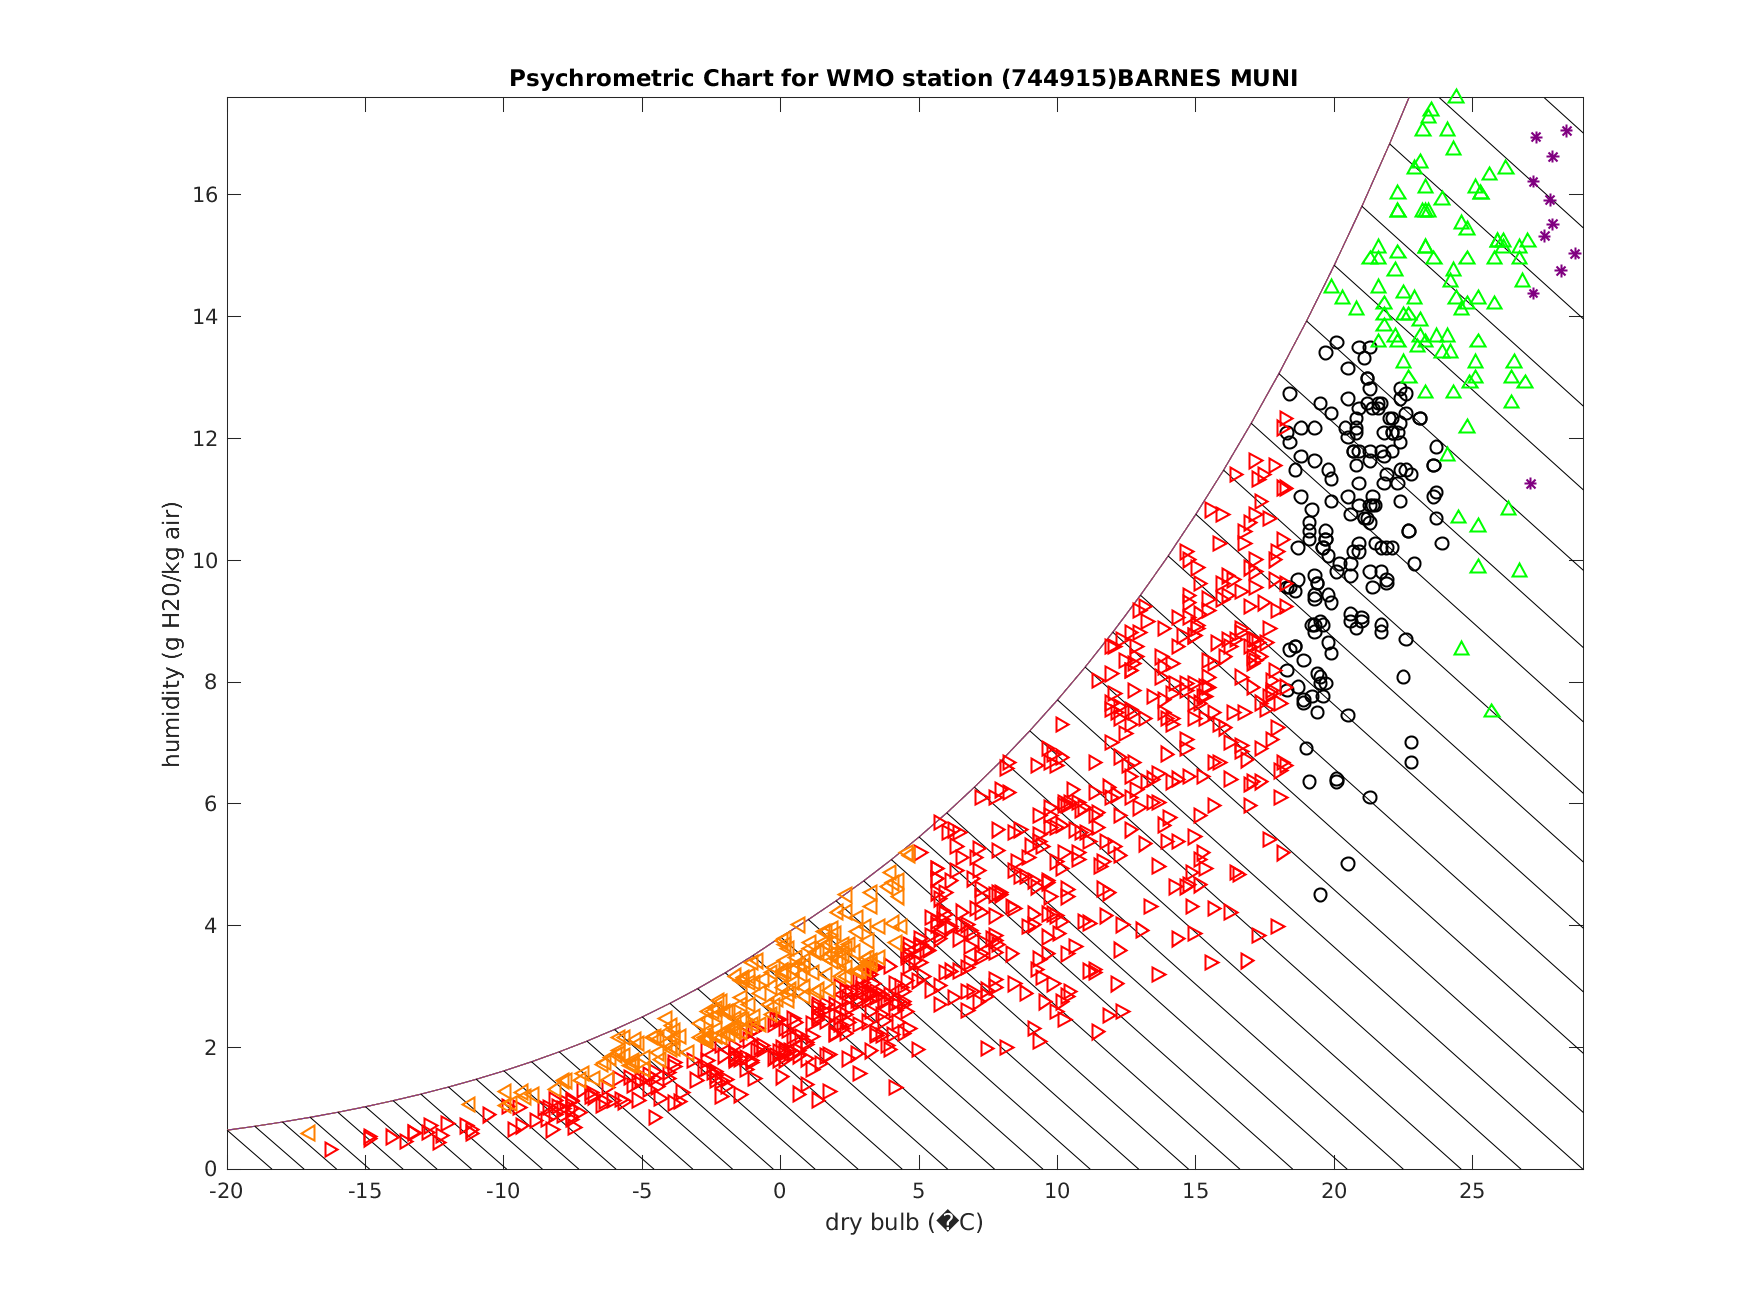 Psychrometric Chart for WMO station (744915)BARNES MUNI
humidity (g H20/kg air)
16
14
12
10
8
6
4
2
0
-20 -15 -10 -5 0 5 10 15 20 25
dry bulb (�C)